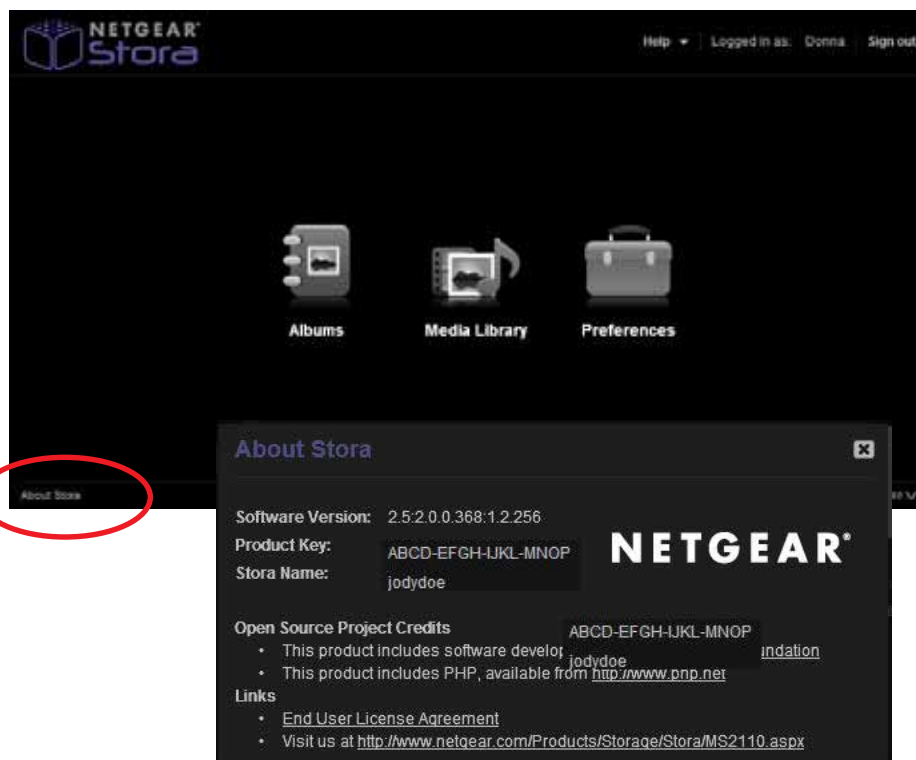 NETGEAR®
Stora
Help Logged in as: Donna Sign out
Albums Media Library Preferences
About Stora
About Stora
Software Version: 2.5:2.0.0.368:1.2.256
Product Key: ABCD-EFGH-IJKL-MNOP
Stora Name: jodydoe
NETGEAR®
Open Source Project Credits
ABCD-EFGH-IJKL-MNOP
jodydoe
• This product includes software develop undation
• This product includes PHP, available from http://www.php.net
Links
• End User License Agreement
• Visit us at http://www.netgear.com/Products/Storage/Stora/MS2110.aspx